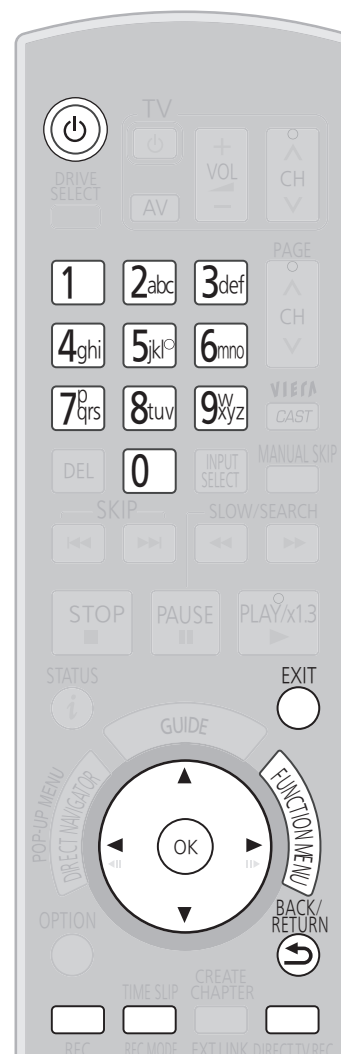 TV
DRIVE
SELECT
+
VOL
−
CH
AV
PAGE
1
2abc
3def
CH
4ghi
5jkl
6mno
7pqrs
8tuv
9wxyz
VIERA
CAST
DEL
0
INPUT
SELECT
MANUAL SKIP
SKIP
SLOW/SEARCH
STOP
PAUSE
PLAY/x1.3
STATUS
i
EXIT
GUIDE
POP-UP MENU
DIRECT NAVIGATOR
FUNCTION MENU
OK
OPTION
BACK/
RETURN
TIME SLIP
CREATE
CHAPTER
REC
REC MODE
EXT LINK
DIRECT TV REC